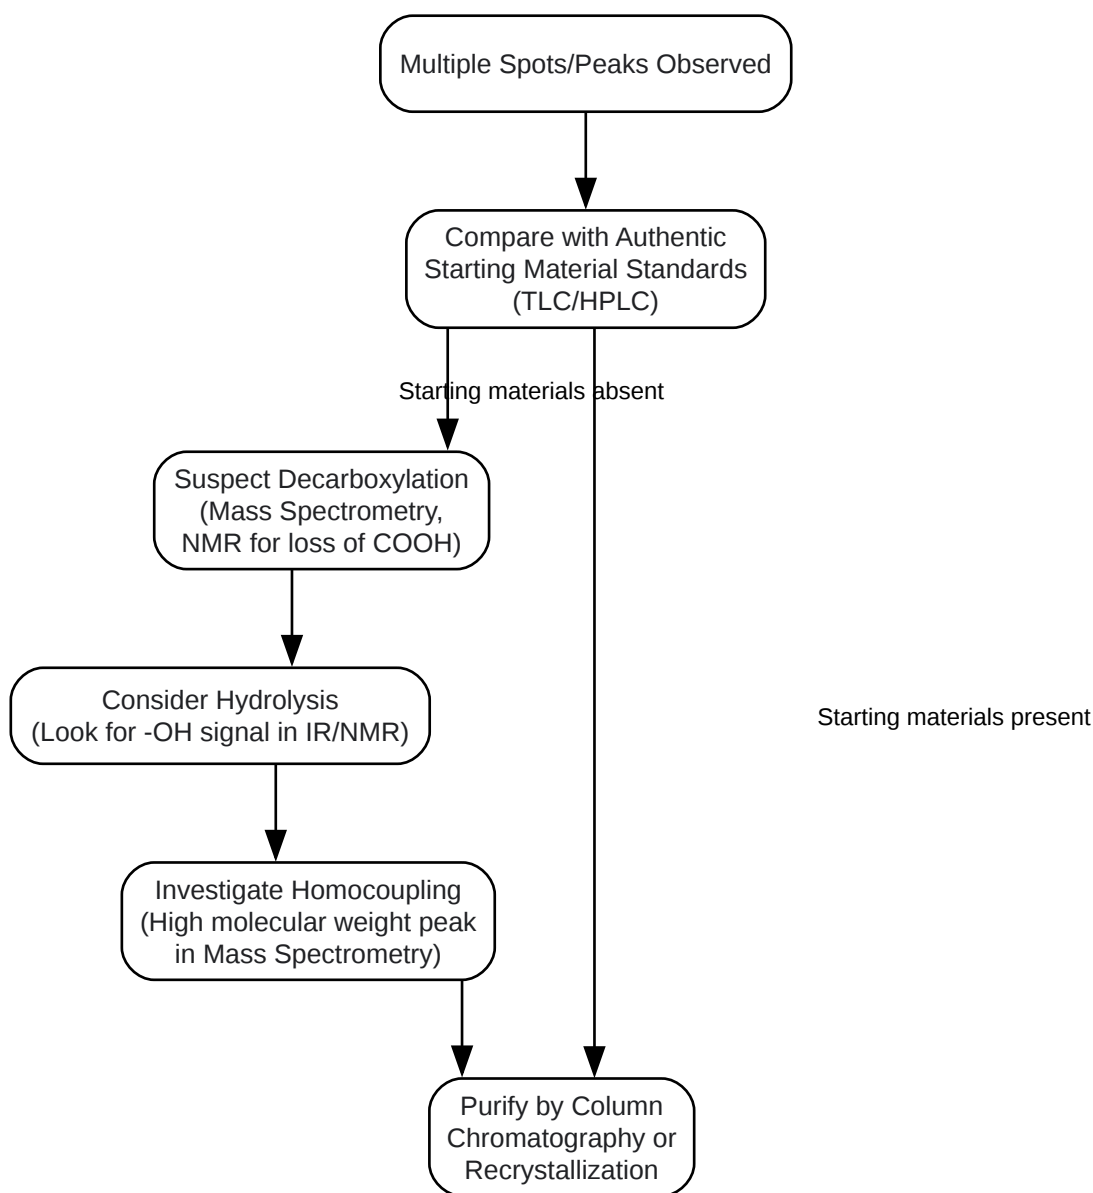 Multiple Spots/Peaks Observed
Compare with Authentic
Starting Material Standards
(TLC/HPLC)
Starting materials absent
Suspect Decarboxylation
(Mass Spectrometry,
NMR for loss of COOH)
Consider Hydrolysis
(Look for -OH signal in IR/NMR)
Starting materials present
Investigate Homocoupling
(High molecular weight peak
in Mass Spectrometry)
Purify by Column
Chromatography or
Recrystallization